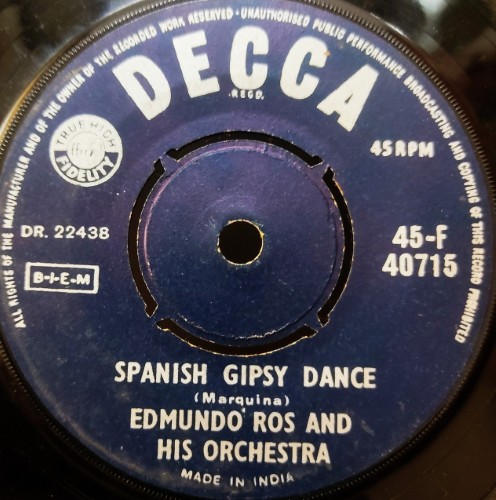 ALL RIGHTS OF THE MANUFACTURER AND OF THE OWNER OF THE RECORDED WORK RESERVED · UNAUTHORISED PUBLIC PERFORMANCE BROADCASTING AND COPYING OF THIS RECORD PROHIBITED
DECCA
REGD.
TRUE HIGH
FIDELITY
45 RPM
DR. 22438
45-F
40715
B-I-E-M
SPANISH GIPSY DANCE
(Marquina)
EDMUNDO ROS AND
HIS ORCHESTRA
MADE IN INDIA